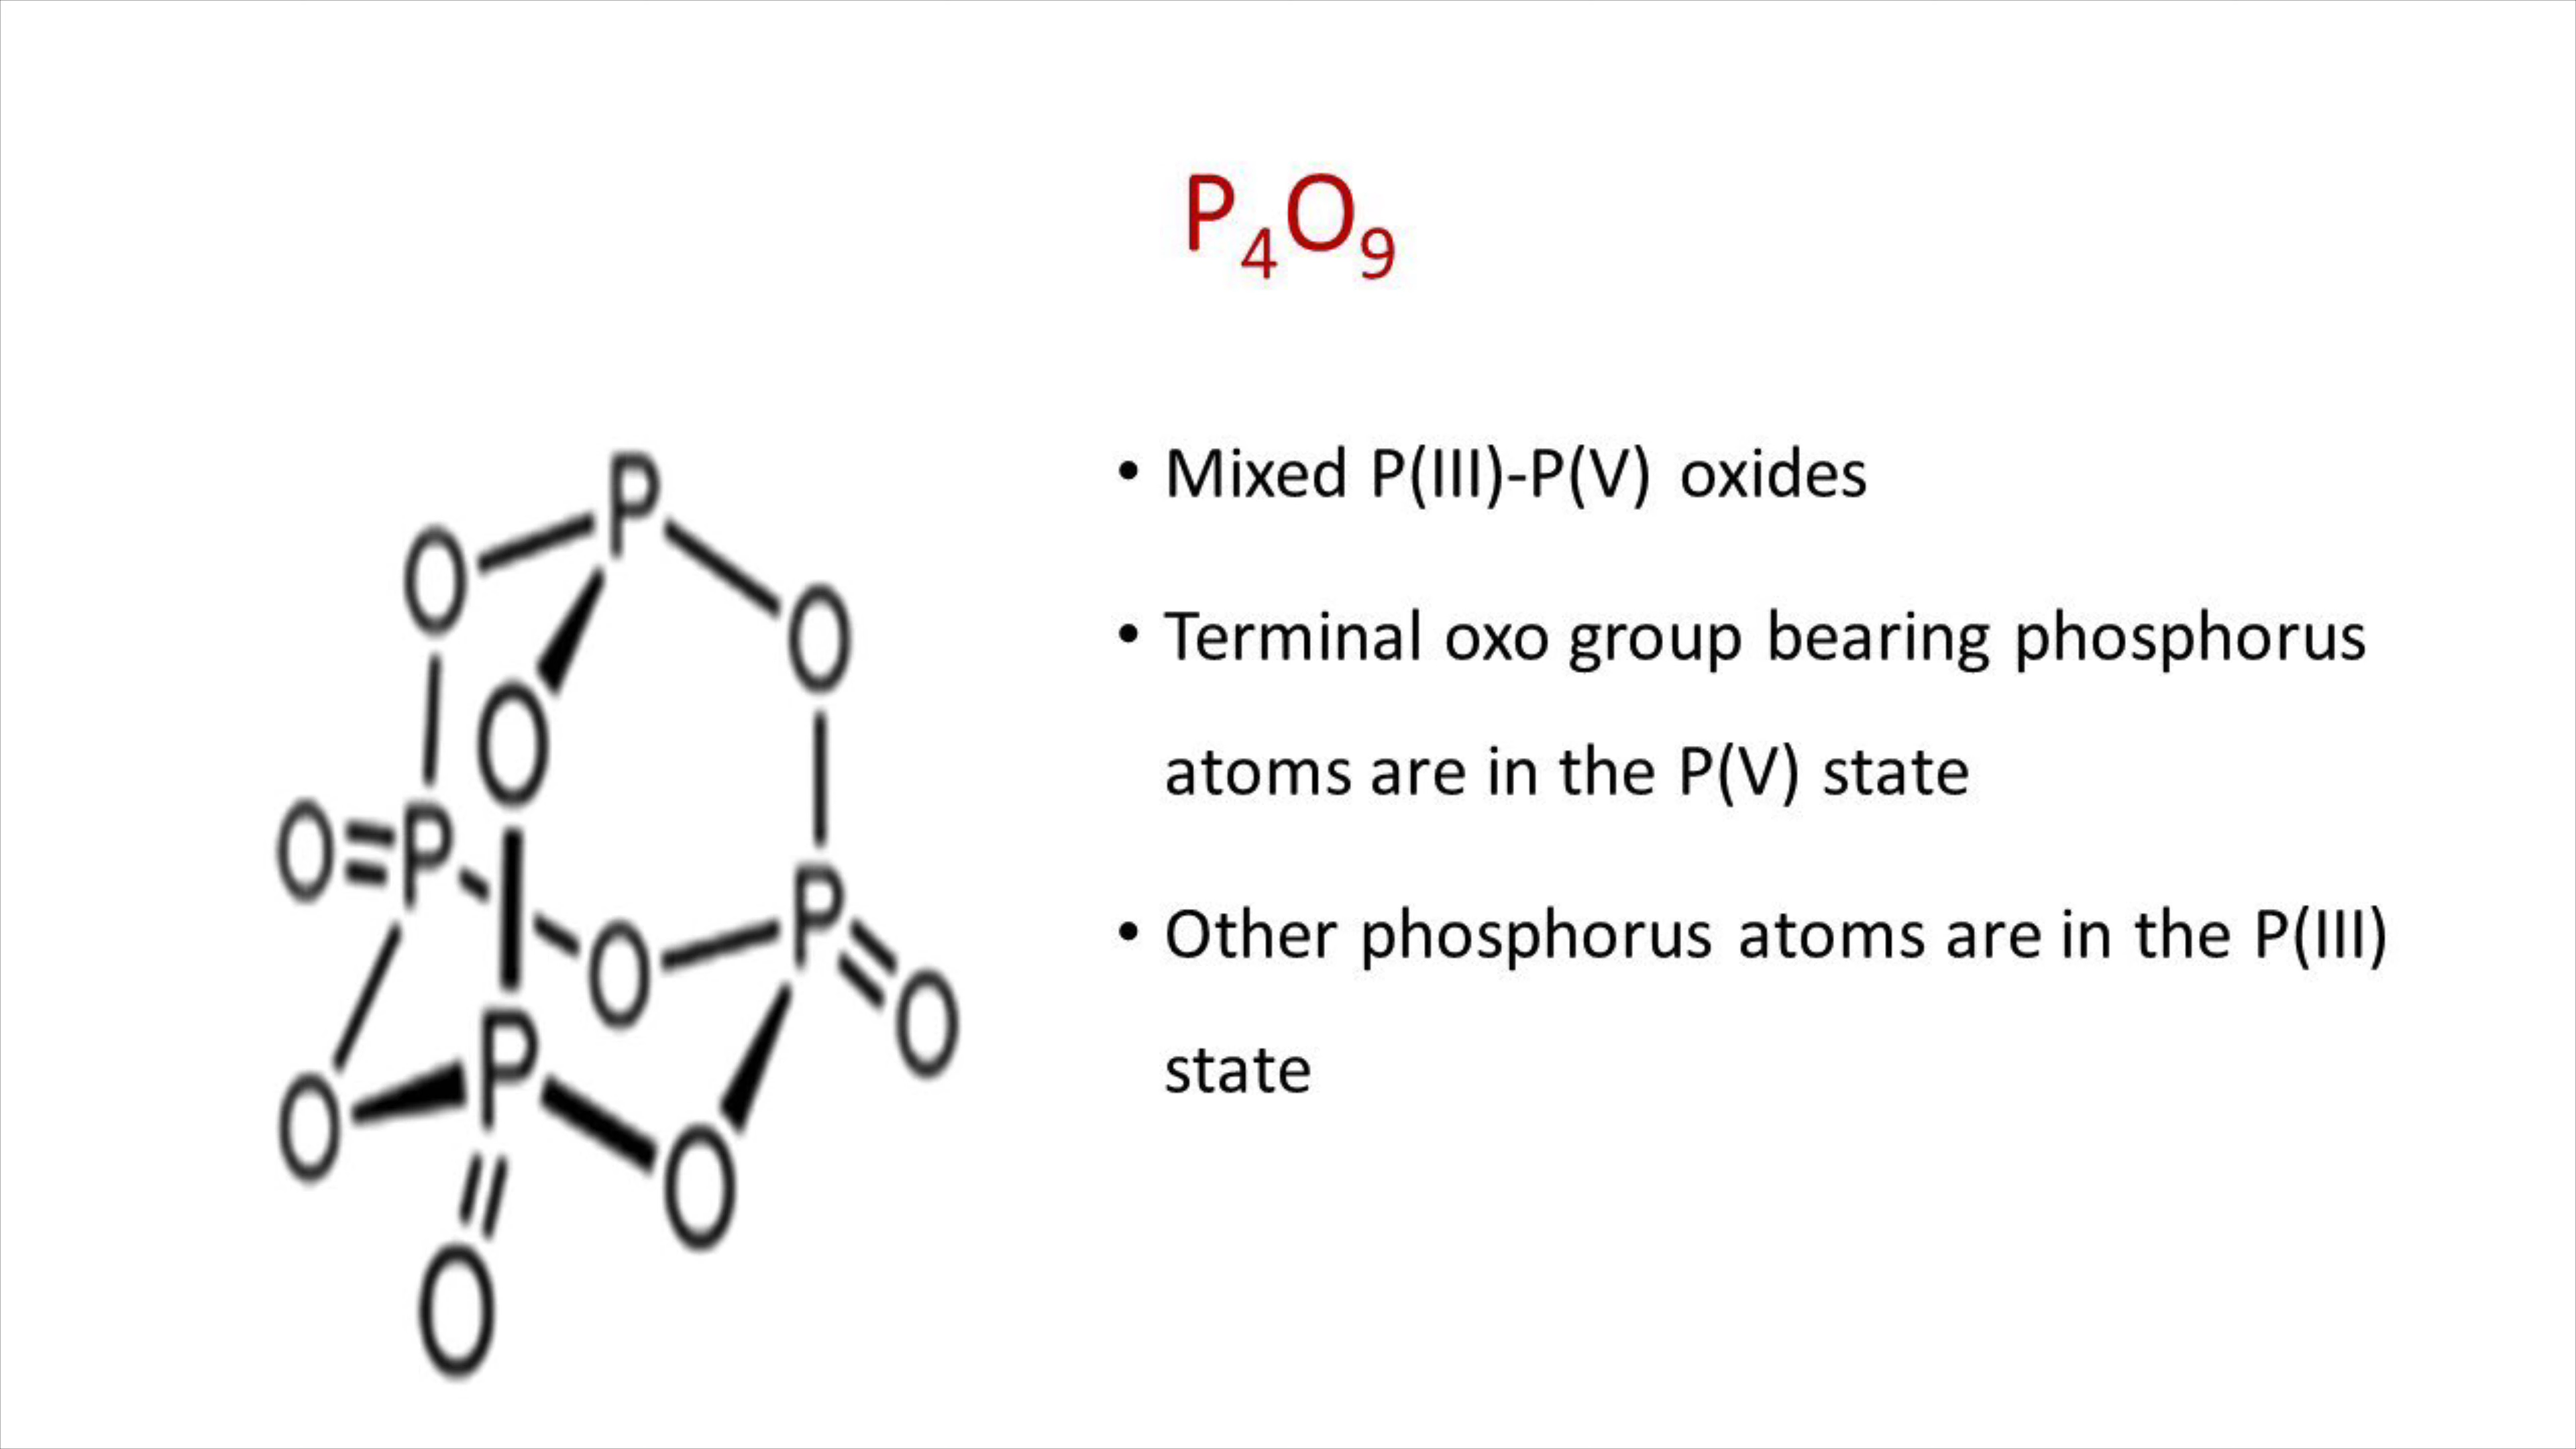 P₄O₉
• Mixed P(III)-P(V) oxides
• Terminal oxo group bearing phosphorus
atoms are in the P(V) state
• Other phosphorus atoms are in the P(III)
state
P
O
O
O
O=P
P
O
O
P
O
O
O